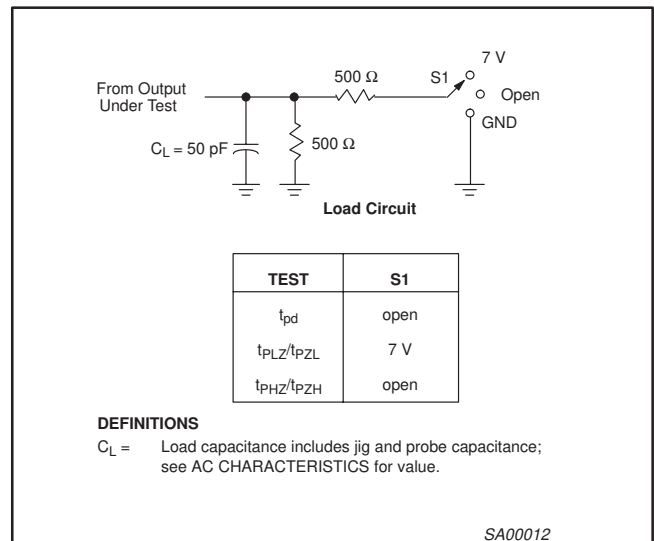 7 V
500 Ω
S1
From Output
Under Test
Open
GND
C_L = 50 pF
500 Ω
Load Circuit
TEST S1
t_pd open
t_PLZ/t_PZL 7 V
t_PHZ/t_PZH open
DEFINITIONS
C_L = Load capacitance includes jig and probe capacitance;
see AC CHARACTERISTICS for value.
SA00012